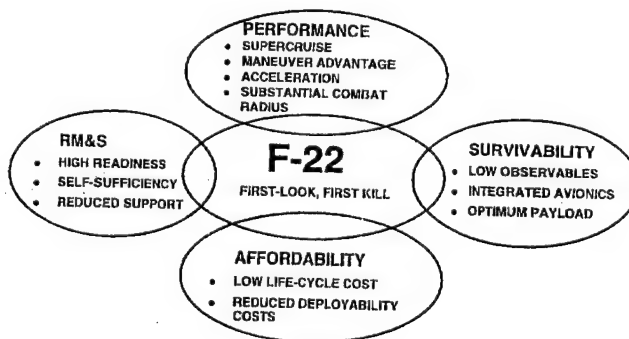 PERFORMANCE
• SUPERCRUISE
• MANEUVER ADVANTAGE
• ACCELERATION
• SUBSTANTIAL COMBAT
RADIUS
RM&S
• HIGH READINESS
• SELF-SUFFICIENCY
• REDUCED SUPPORT
F-22
FIRST-LOOK, FIRST KILL
SURVIVABILITY
• LOW OBSERVABLES
• INTEGRATED AVIONICS
• OPTIMUM PAYLOAD
AFFORDABILITY
• LOW LIFE-CYCLE COST
• REDUCED DEPLOYABILITY
COSTS